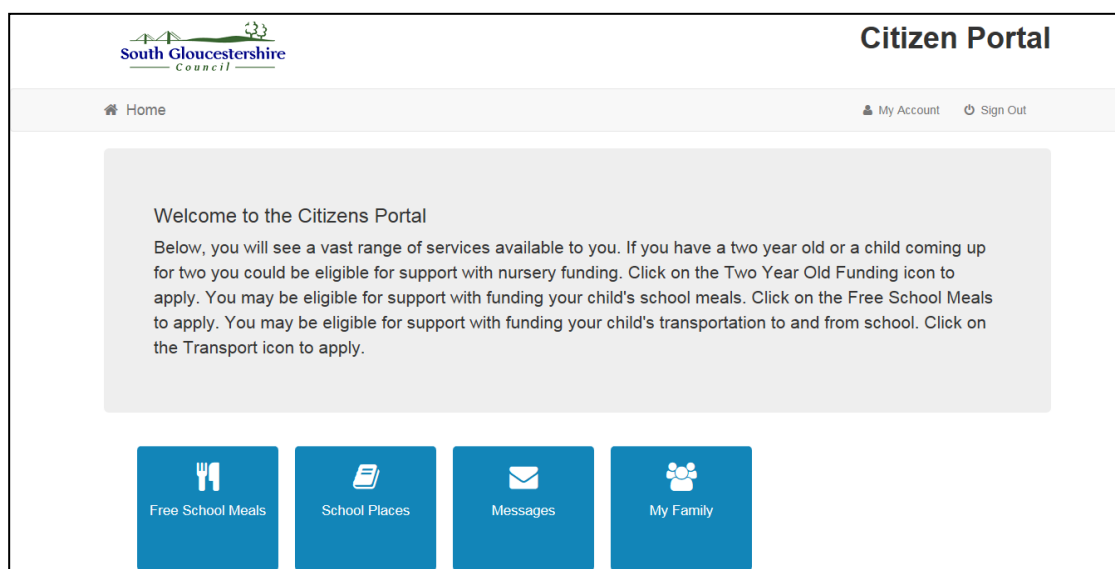 South Gloucestershire
Council
Citizen Portal
Home
My Account
Sign Out
Welcome to the Citizens Portal
Below, you will see a vast range of services available to you. If you have a two year old or a child coming up
for two you could be eligible for support with nursery funding. Click on the Two Year Old Funding icon to
apply. You may be eligible for support with funding your child's school meals. Click on the Free School Meals
to apply. You may be eligible for support with funding your child's transportation to and from school. Click on
the Transport icon to apply.
Free School Meals
School Places
Messages
My Family